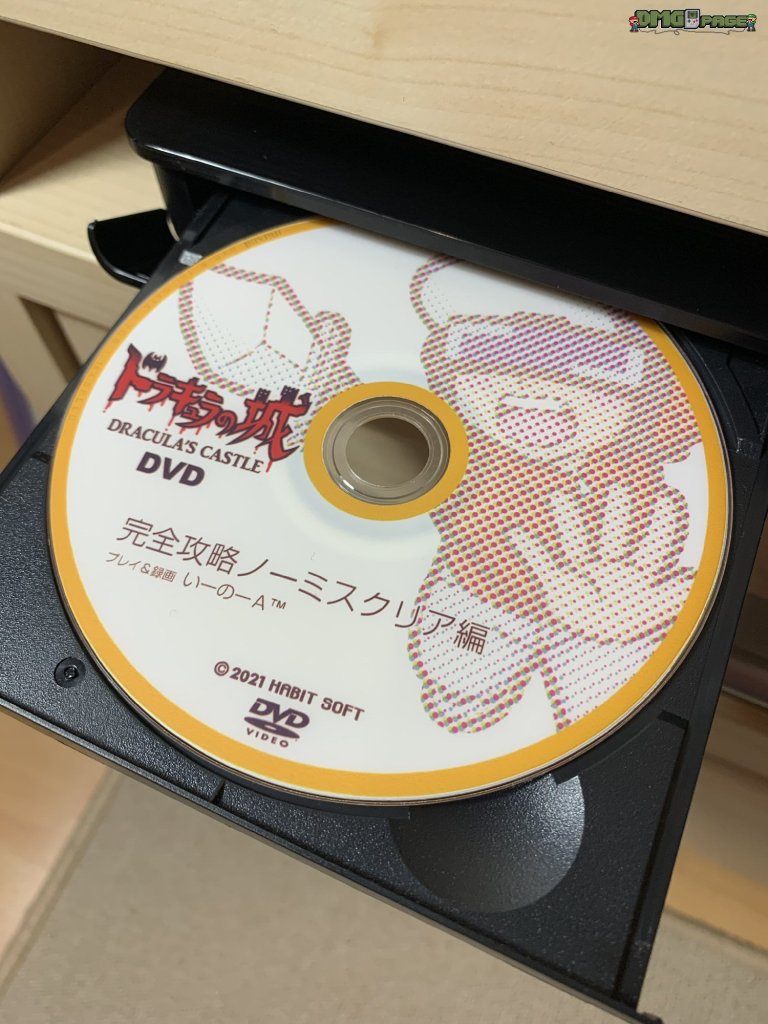 DMG PAGE
ドラキュラの城
DRACULA'S CASTLE
DVD
完全攻略ノーミスクリア編
プレイ&録画 いーのーA™
© 2021 HABIT SOFT
DVD
VIDEO